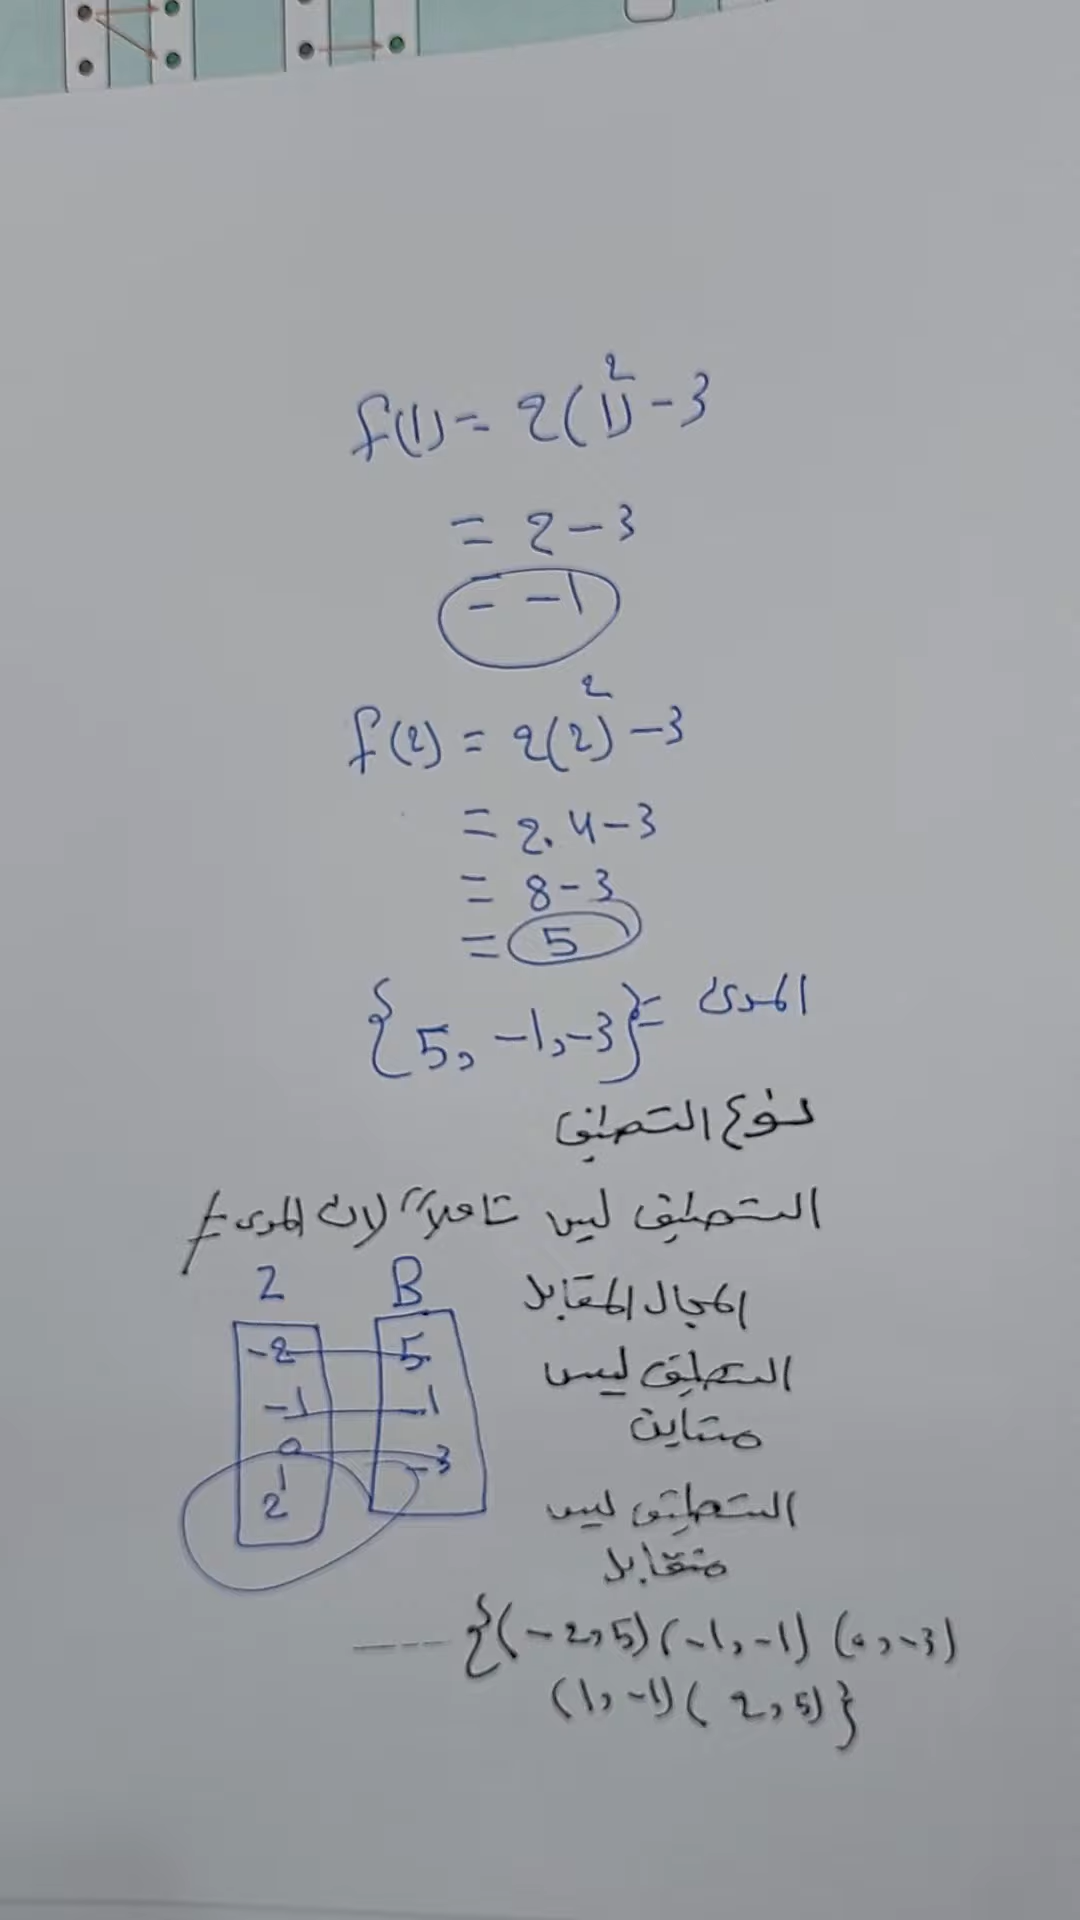 f(1) = 2(1)² - 3
= 2 - 3
= -1
f(2) = 2(2)² - 3
= 2.4 - 3
= 8 - 3
= 5
المدى = {5, -1, -3}
نوع التطبيق
التطبيق ليس شاملاً لان المدى ≠
المجال المقابل
Z B
-2 5
-1 -1
0 -3
1
2
التطبيق ليس
متباين
التطبيق ليس
متقابل
---- {(-2,5)(-1,-1)(0,-3)
(1,-1)(2,5)}